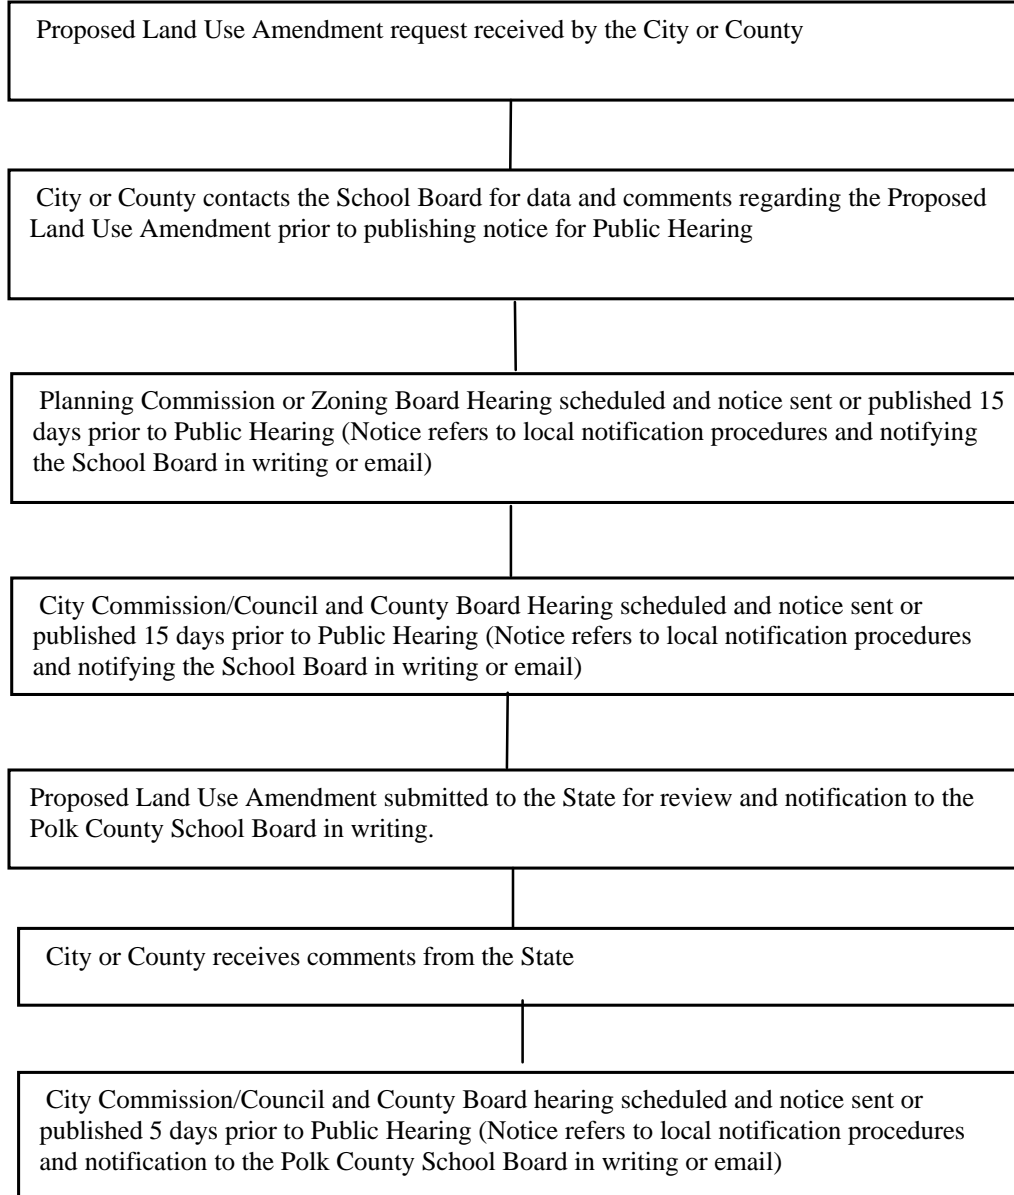 Proposed Land Use Amendment request received by the City or County
City or County contacts the School Board for data and comments regarding the Proposed
Land Use Amendment prior to publishing notice for Public Hearing
Planning Commission or Zoning Board Hearing scheduled and notice sent or published 15
days prior to Public Hearing (Notice refers to local notification procedures and notifying
the School Board in writing or email)
City Commission/Council and County Board Hearing scheduled and notice sent or
published 15 days prior to Public Hearing (Notice refers to local notification procedures
and notifying the School Board in writing or email)
Proposed Land Use Amendment submitted to the State for review and notification to the
Polk County School Board in writing.
City or County receives comments from the State
City Commission/Council and County Board hearing scheduled and notice sent or
published 5 days prior to Public Hearing (Notice refers to local notification procedures
and notification to the Polk County School Board in writing or email)